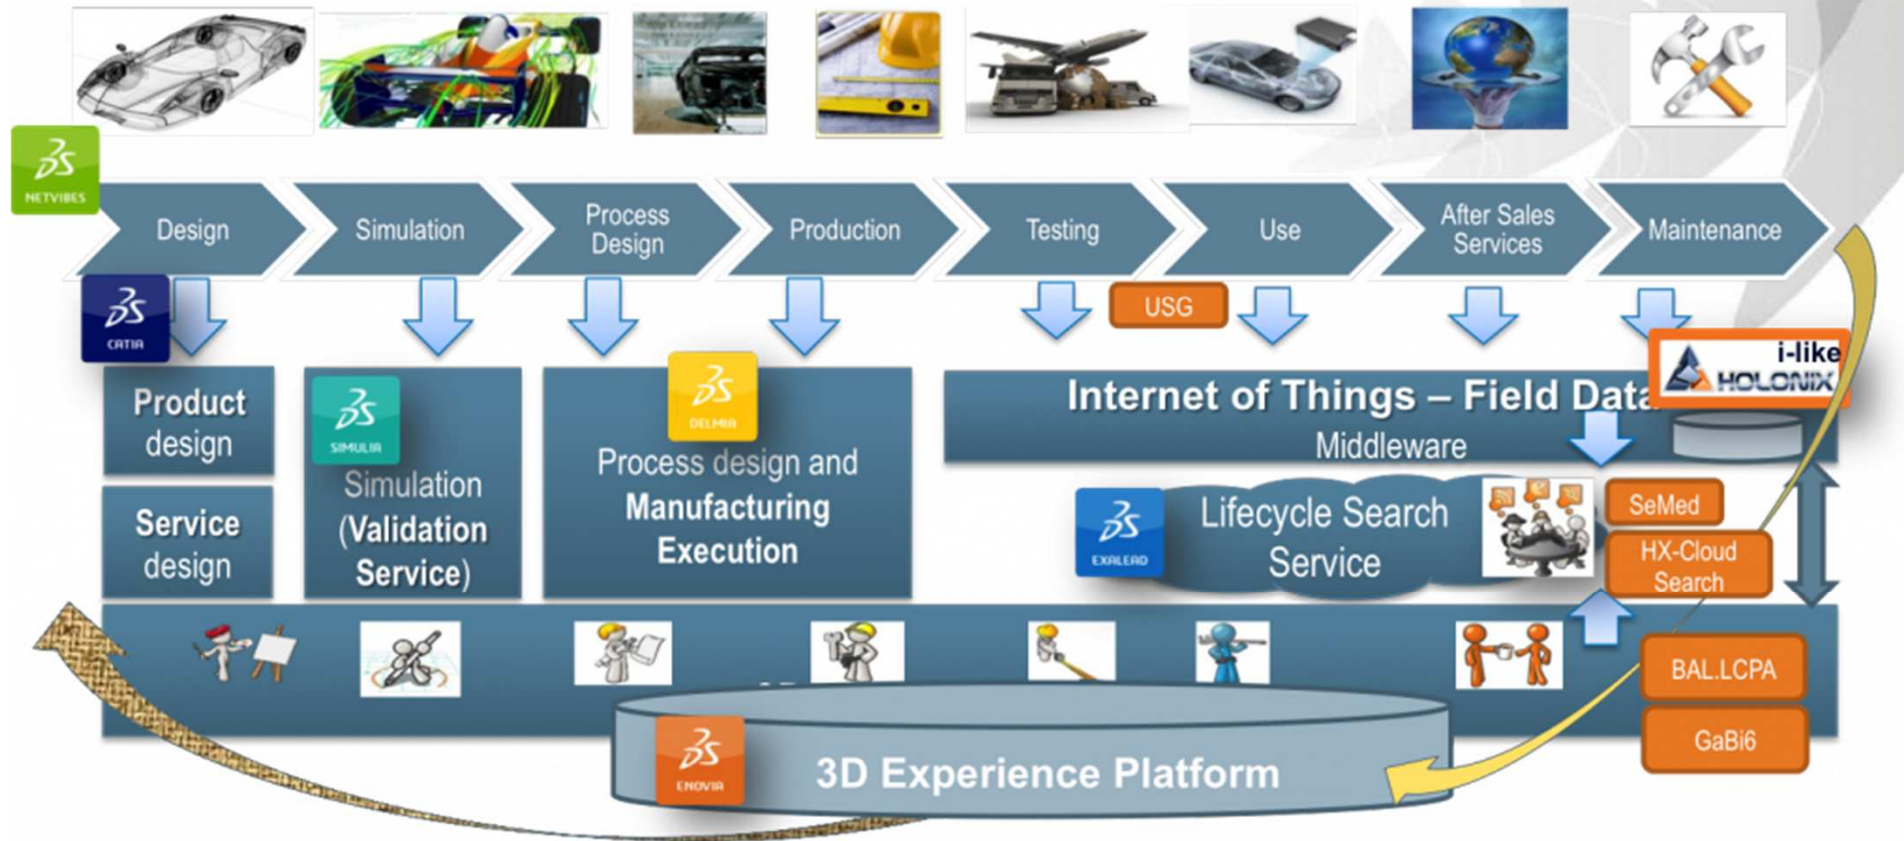 NETVIBES
Design
Simulation
Process
Design
Production
Testing
Use
After Sales
Services
Maintenance
CATIA
USG
Product
design
Service
design
SIMULIA
Simulation
(Validation
Service)
DELMIA
Process design and
Manufacturing
Execution
i-like
HOLONIX
Internet of Things – Field Data
Middleware
EXALEAD
Lifecycle Search
Service
SeMed
HX-Cloud
Search
BAL.LCPA
GaBi6
ENOVIA
3D Experience Platform